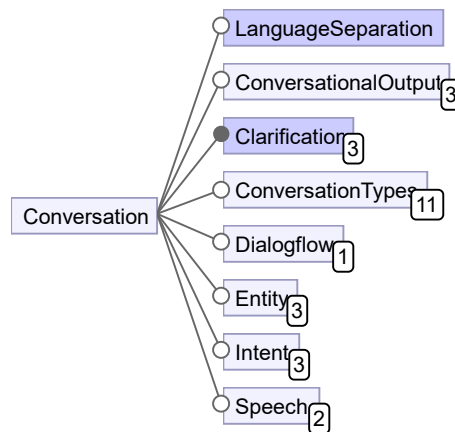 LanguageSeparation
ConversationalOutput
3
Clarification
3
ConversationTypes
11
Conversation
Dialogflow
1
Entity
3
Intent
3
Speech
2